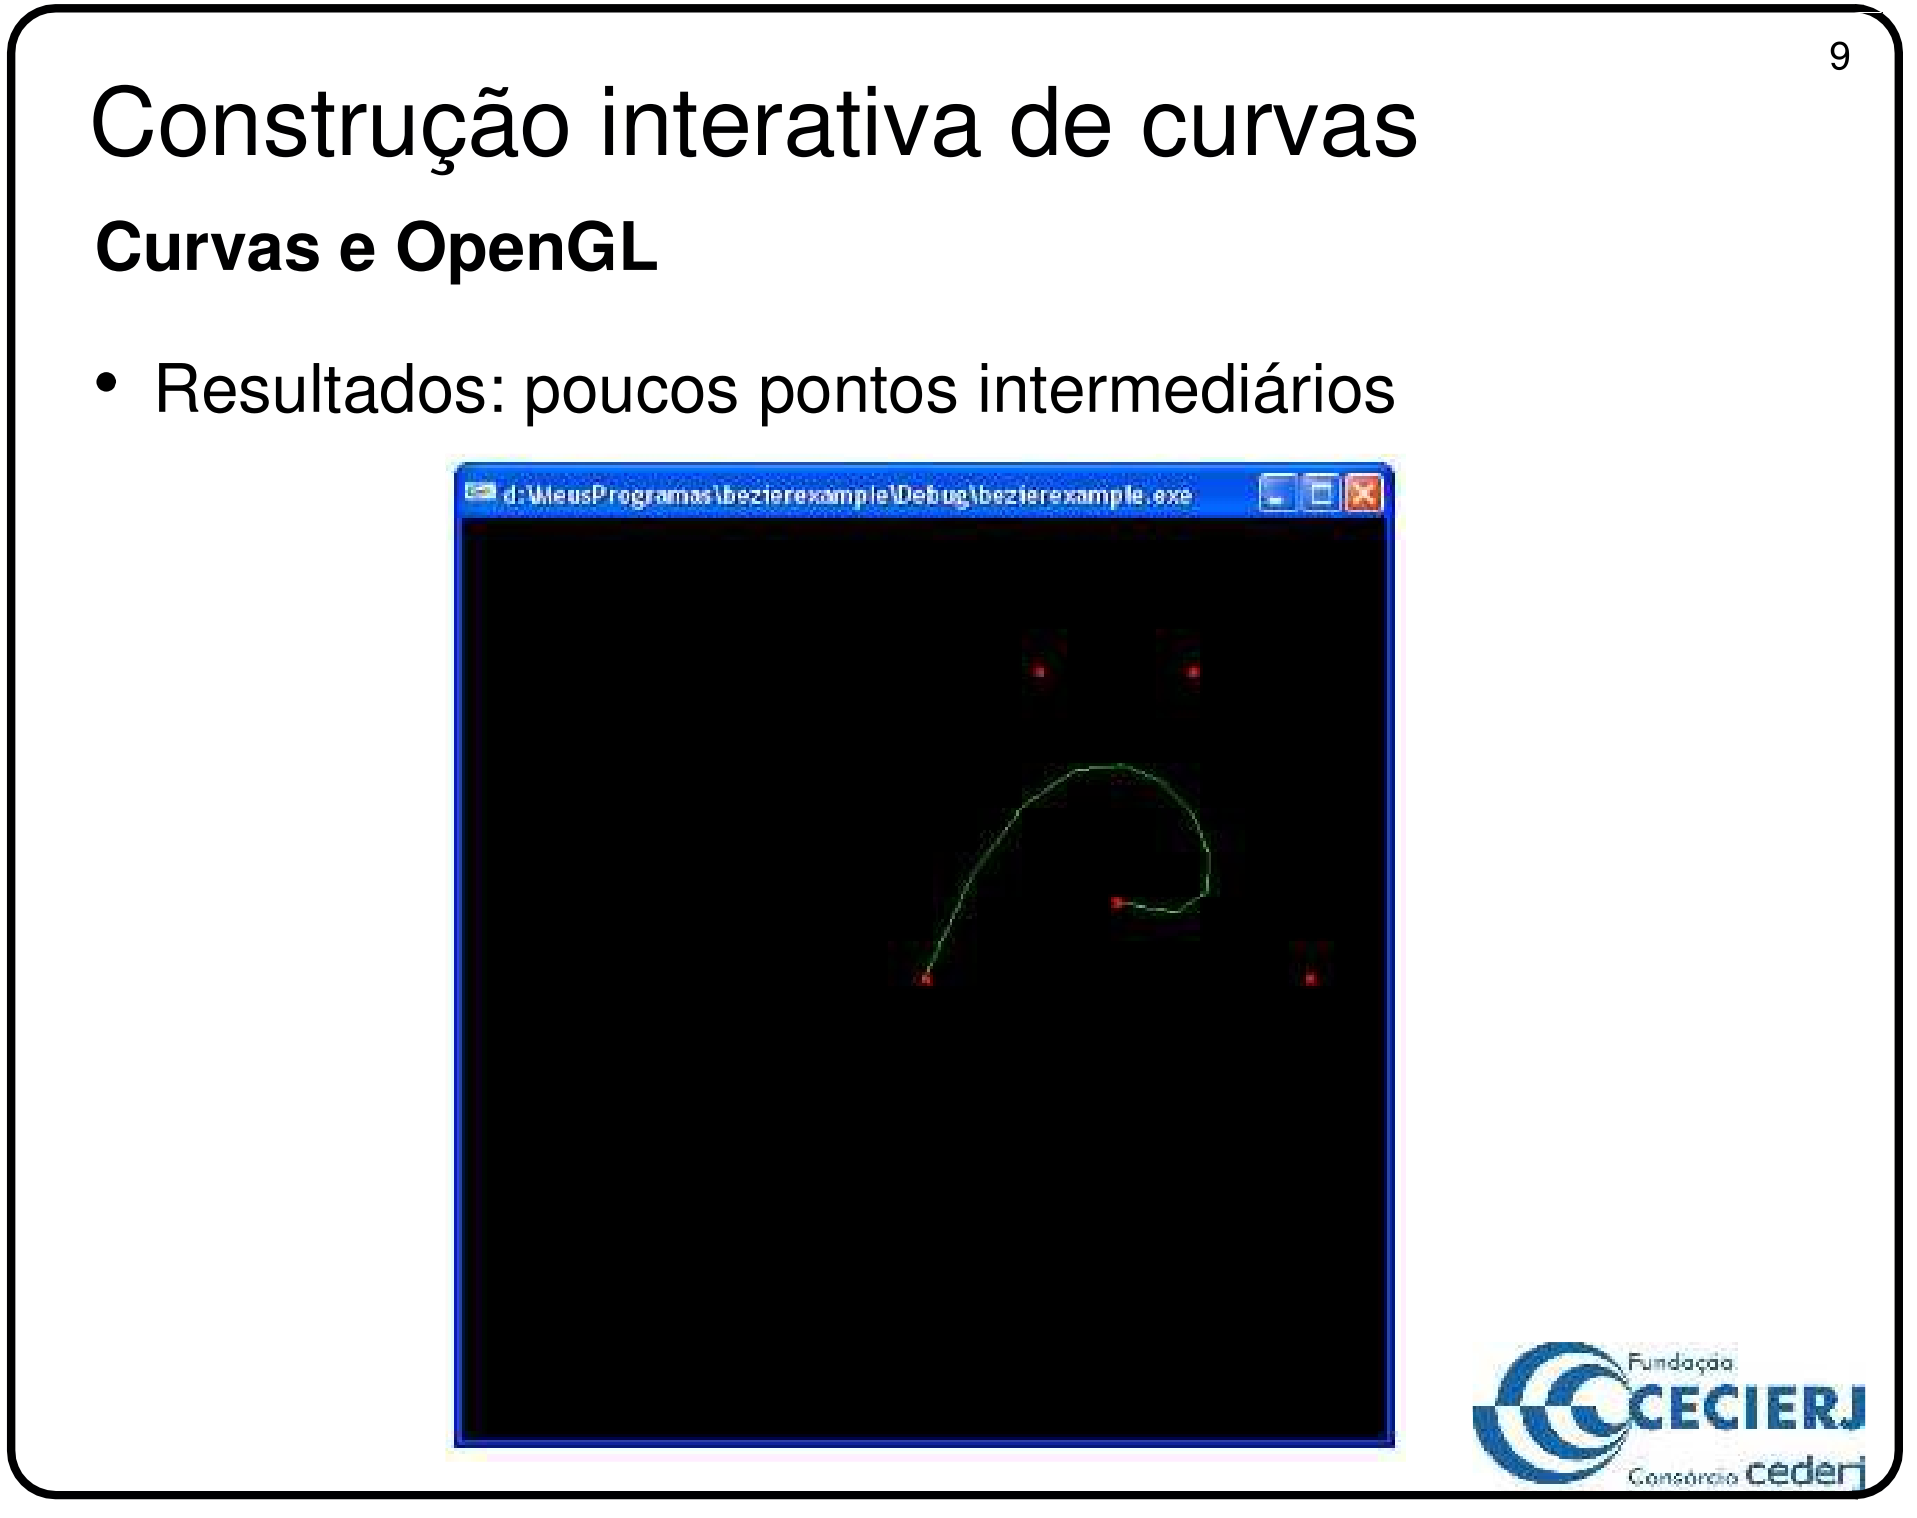 9
Construção interativa de curvas
Curvas e OpenGL
• Resultados: poucos pontos intermediários
d:\MeusProgramas\bezierexample\Debug\bezierexample.exe
Fundação
CECIERJ
Consórcio cederj